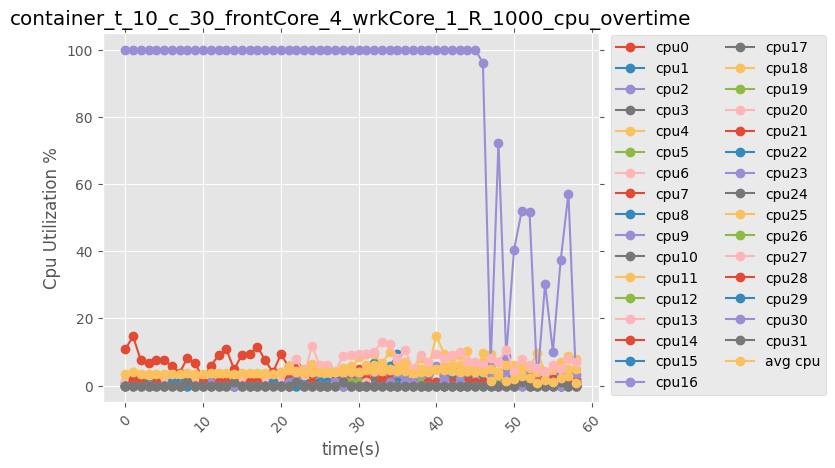 container_t_10_c_30_frontCore_4_wrkCore_1_R_1000_cpu_overtime
100
80
60
40
20
0
Cpu Utilization %
0
10
20
30
40
50
60
time(s)
cpu0
cpu1
cpu2
cpu3
cpu4
cpu5
cpu6
cpu7
cpu8
cpu9
cpu10
cpu11
cpu12
cpu13
cpu14
cpu15
cpu16
cpu17
cpu18
cpu19
cpu20
cpu21
cpu22
cpu23
cpu24
cpu25
cpu26
cpu27
cpu28
cpu29
cpu30
cpu31
avg cpu